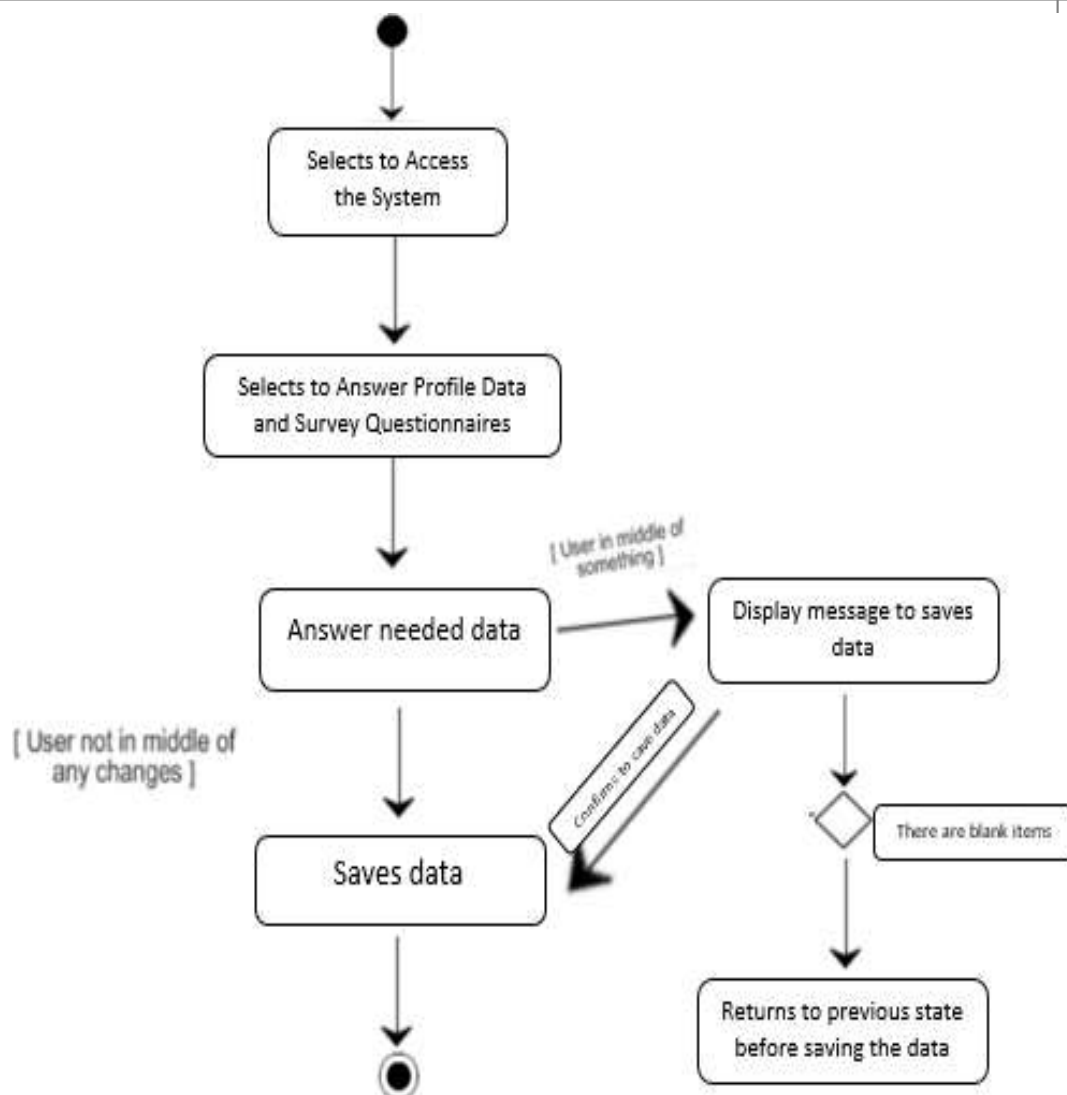 Selects to Access
the System
Selects to Answer Profile Data
and Survey Questionnaires
[ User in middle of
something ]
Answer needed data
Display message to saves
data
[ User not in middle of
any changes ]
Confirms to save data
There are blank items
Saves data
Returns to previous state
before saving the data